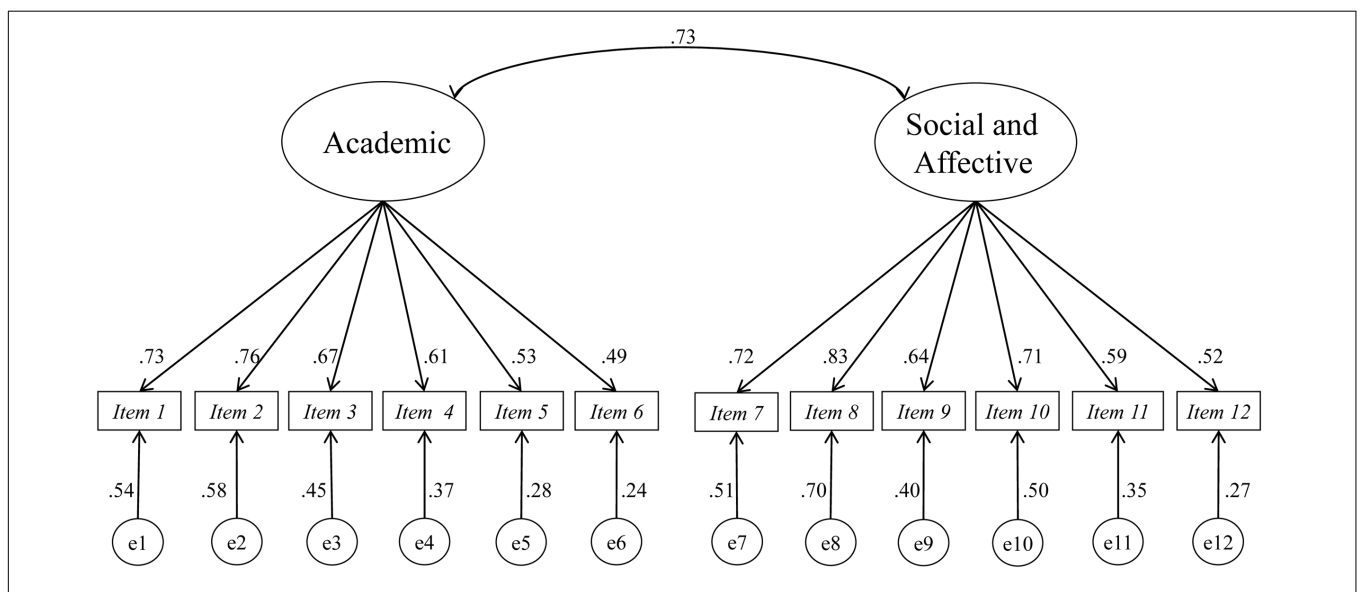 .73
Academic
Social and
Affective
.73 .76 .67 .61 .53 .49 .72 .83 .64 .71 .59 .52
Item 1 Item 2 Item 3 Item 4 Item 5 Item 6 Item 7 Item 8 Item 9 Item 10 Item 11 Item 12
.54 .58 .45 .37 .28 .24 .51 .70 .40 .50 .35 .27
e1 e2 e3 e4 e5 e6 e7 e8 e9 e10 e11 e12